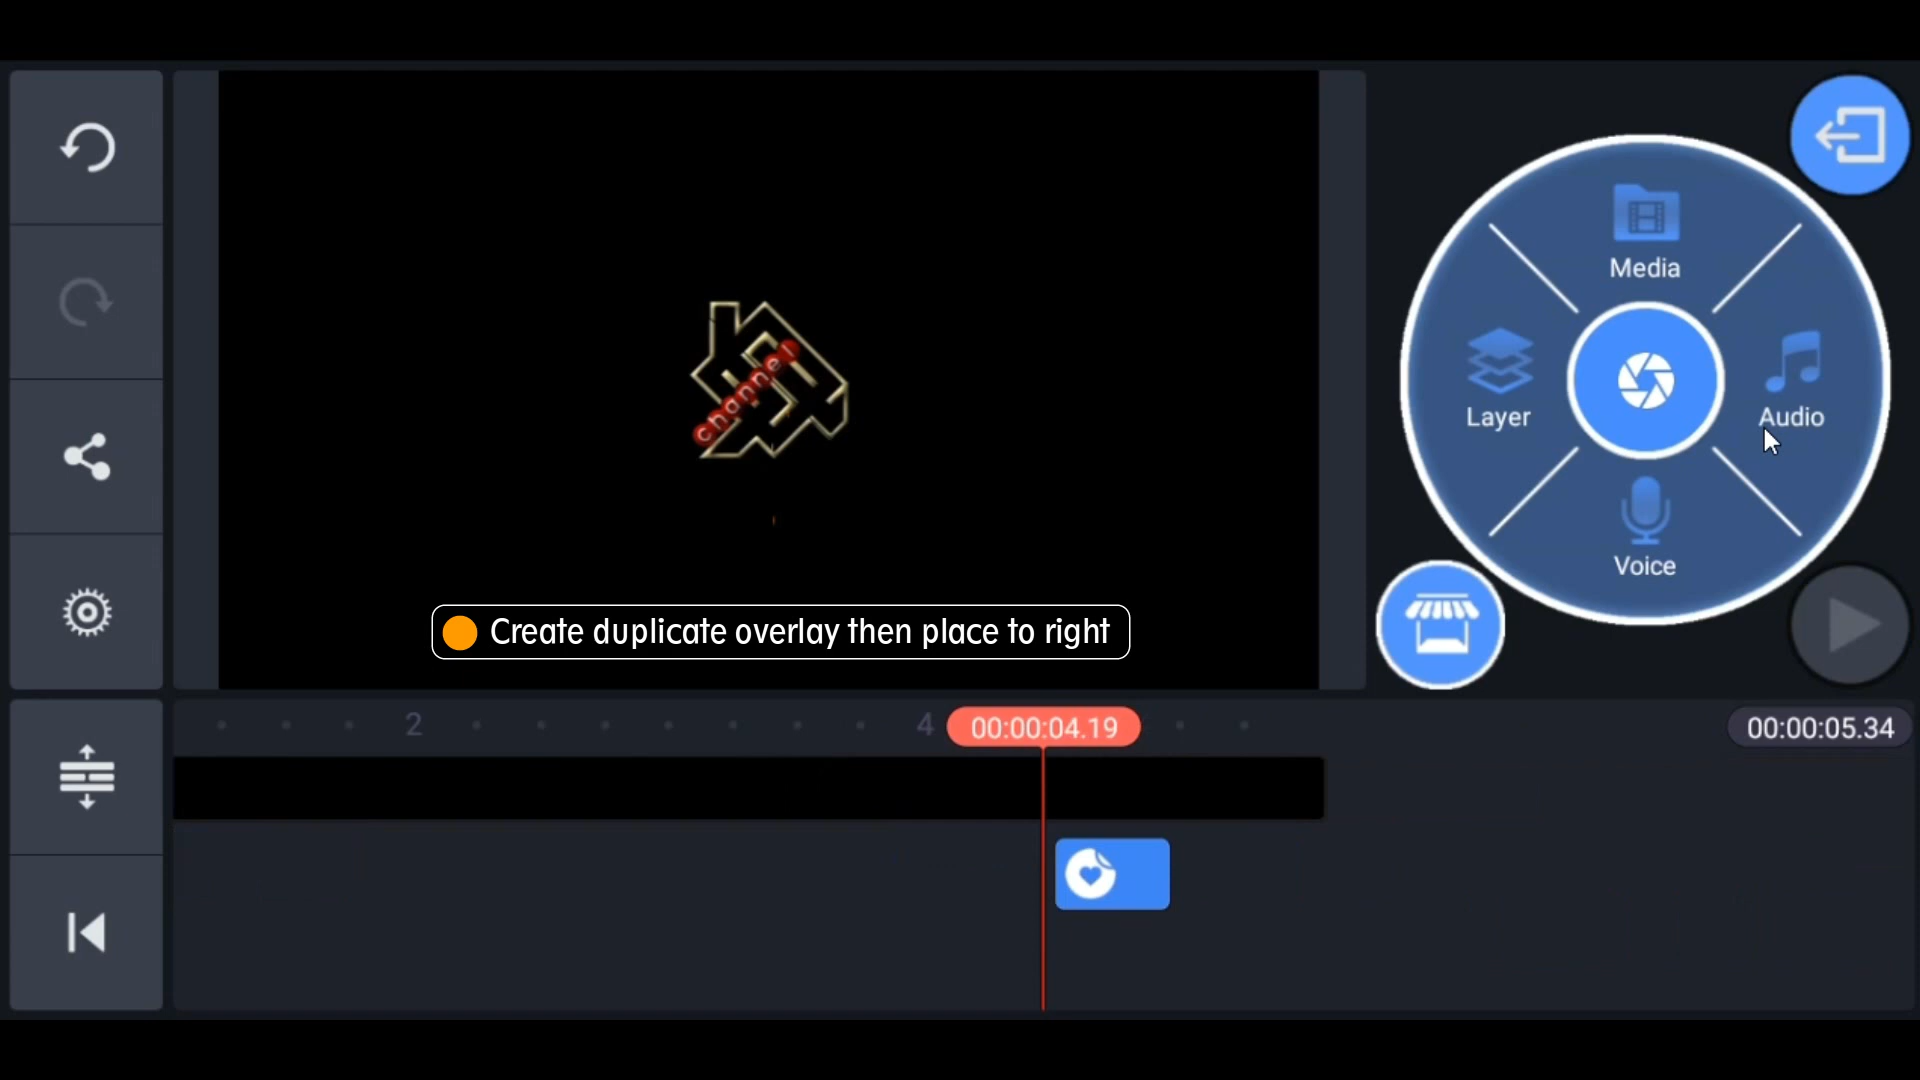 Media
channel
Layer
Audio
Voice
Create duplicate overlay then place to right
2
4
00:00:04.19
00:00:05.34